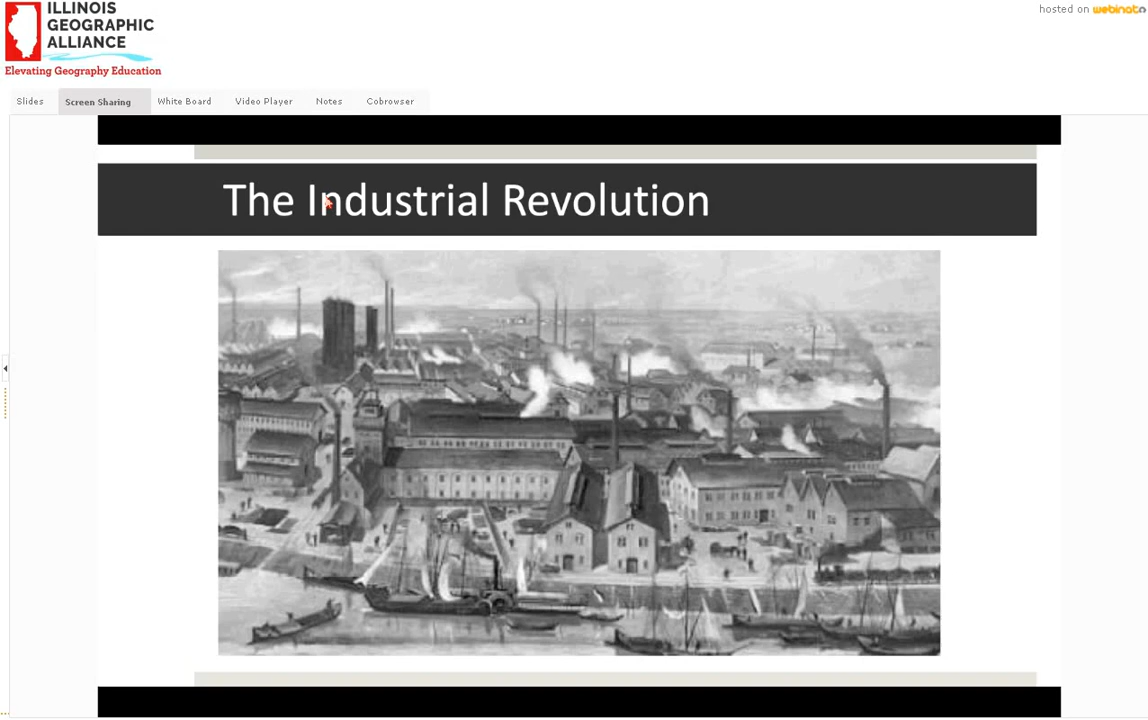 ILLINOIS
GEOGRAPHIC
ALLIANCE
Elevating Geography Education
hosted on webinato
Slides
Screen Sharing
White Board
Video Player
Notes
Cobrowser
The Industrial Revolution